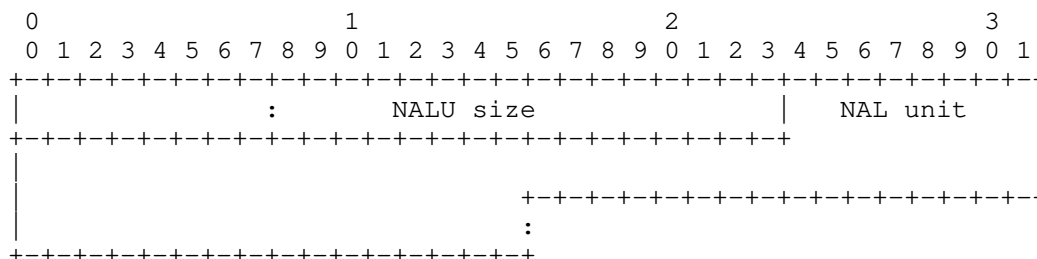 0                   1                   2                   3
0 1 2 3 4 5 6 7 8 9 0 1 2 3 4 5 6 7 8 9 0 1 2 3 4 5 6 7 8 9 0 1
+-+-+-+-+-+-+-+-+-+-+-+-+-+-+-+-+-+-+-+-+-+-+-+-+-+-+-+-+-+-+-+-
|               :       NALU size               |   NAL unit
+-+-+-+-+-+-+-+-+-+-+-+-+-+-+-+-+-+-+-+-+-+-+-+-+
|
|                               +-+-+-+-+-+-+-+-+-+-+-+-+-+-+-+-+-
|                               :
+-+-+-+-+-+-+-+-+-+-+-+-+-+-+-+-+